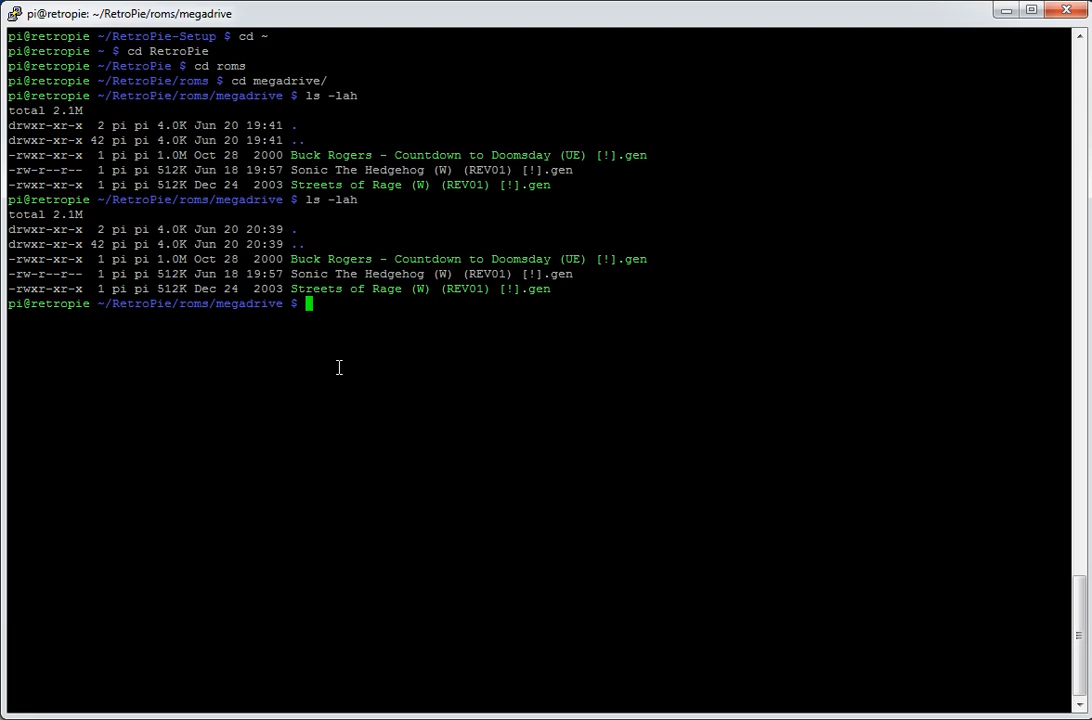 pi@retropie: ~/RetroPie/roms/megadrive
pi@retropie ~/RetroPie-Setup $ cd ~
pi@retropie ~ $ cd RetroPie
pi@retropie ~/RetroPie $ cd roms
pi@retropie ~/RetroPie/roms $ cd megadrive/
pi@retropie ~/RetroPie/roms/megadrive $ ls -lah
total 2.1M
drwxr-xr-x  2 pi pi 4.0K Jun 20 19:41 .
drwxr-xr-x 42 pi pi 4.0K Jun 20 19:41 ..
-rwxr-xr-x  1 pi pi 1.0M Oct 28  2000 Buck Rogers - Countdown to Doomsday (UE) [!].gen
-rw-r--r--  1 pi pi 512K Jun 18 19:57 Sonic The Hedgehog (W) (REV01) [!].gen
-rwxr-xr-x  1 pi pi 512K Dec 24  2003 Streets of Rage (W) (REV01) [!].gen
pi@retropie ~/RetroPie/roms/megadrive $ ls -lah
total 2.1M
drwxr-xr-x  2 pi pi 4.0K Jun 20 20:39 .
drwxr-xr-x 42 pi pi 4.0K Jun 20 20:39 ..
-rwxr-xr-x  1 pi pi 1.0M Oct 28  2000 Buck Rogers - Countdown to Doomsday (UE) [!].gen
-rw-r--r--  1 pi pi 512K Jun 18 19:57 Sonic The Hedgehog (W) (REV01) [!].gen
-rwxr-xr-x  1 pi pi 512K Dec 24  2003 Streets of Rage (W) (REV01) [!].gen
pi@retropie ~/RetroPie/roms/megadrive $